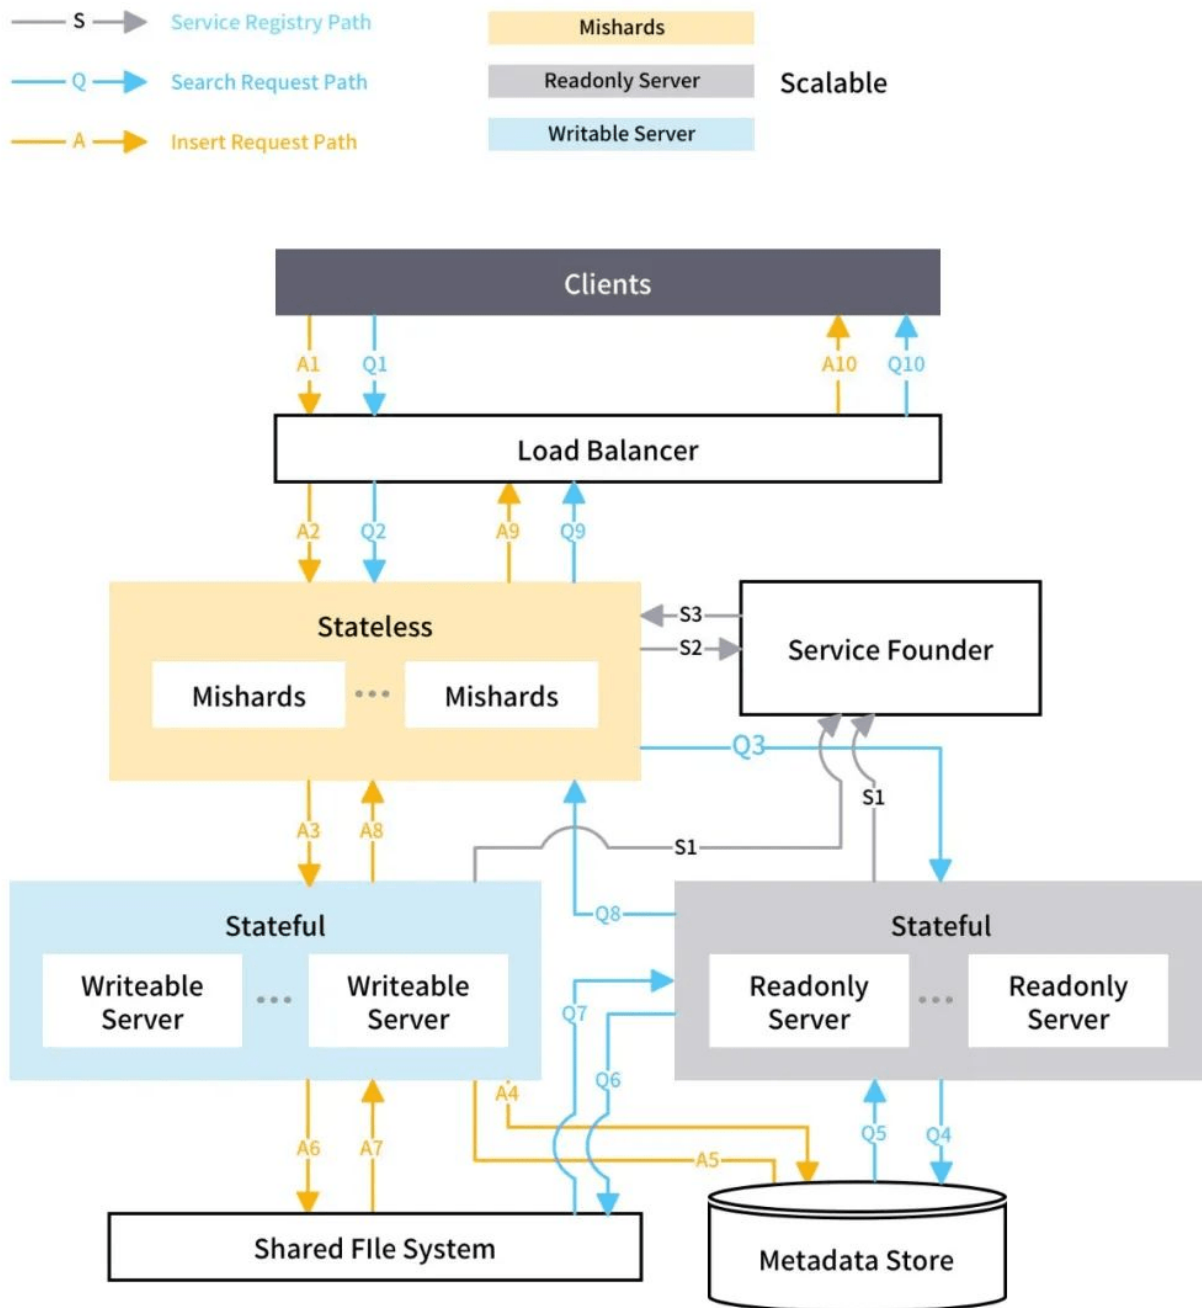 S Service Registry Path
Q Search Request Path
A Insert Request Path
Mishards
Readonly Server
Writable Server
Scalable
Clients
A1 Q1 A10 Q10
Load Balancer
A2 Q2 A9 Q9
Stateless
Mishards ... Mishards
S3
S2
Service Founder
Q3
S1
A3 A8
S1
Q8
Stateful
Writeable
Server
...
Writeable
Server
Stateful
Readonly
Server
...
Readonly
Server
Q7
Q6
A4
A6 A7
A5
Q5 Q4
Shared FIle System
Metadata Store